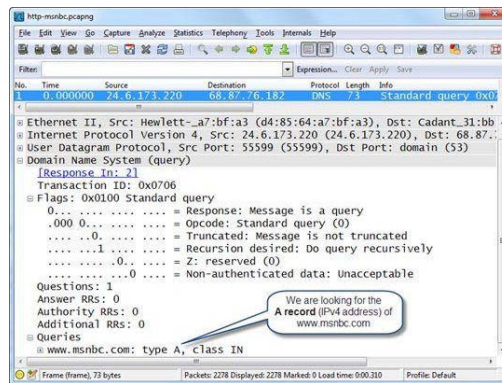 http-msnbc.pcapng
File Edit View Go Capture Analyze Statistics Telephony Tools Internals Help
Filter: Expression... Clear Apply Save
No. Time Source Destination Protocol Length Info
1 0.000000 24.6.173.220 68.87.76.182 DNS 73 Standard query 0x07
Ethernet II, Src: Hewlett-_a7:bf:a3 (d4:85:64:a7:bf:a3), Dst: Cadant_31:bb
Internet Protocol Version 4, Src: 24.6.173.220 (24.6.173.220), Dst: 68.87.
User Datagram Protocol, Src Port: 55599 (55599), Dst Port: domain (53)
Domain Name System (query)
[Response In: 2]
Transaction ID: 0x0706
Flags: 0x0100 Standard query
0... .... .... .... = Response: Message is a query
.000 0... .... .... = Opcode: Standard query (0)
.... ..0. .... .... = Truncated: Message is not truncated
.... ...1 .... .... = Recursion desired: Do query recursively
.... .... .0.. .... = Z: reserved (0)
.... .... ...0 .... = Non-authenticated data: Unacceptable
Questions: 1
Answer RRs: 0
Authority RRs: 0
Additional RRs: 0
Queries
www.msnbc.com: type A, class IN
We are looking for the
A record (IPv4 address) of
www.msnbc.com
Frame (frame), 73 bytes Packets: 2278 Displayed: 2278 Marked: 0 Load time: 0:00.310 Profile: Default